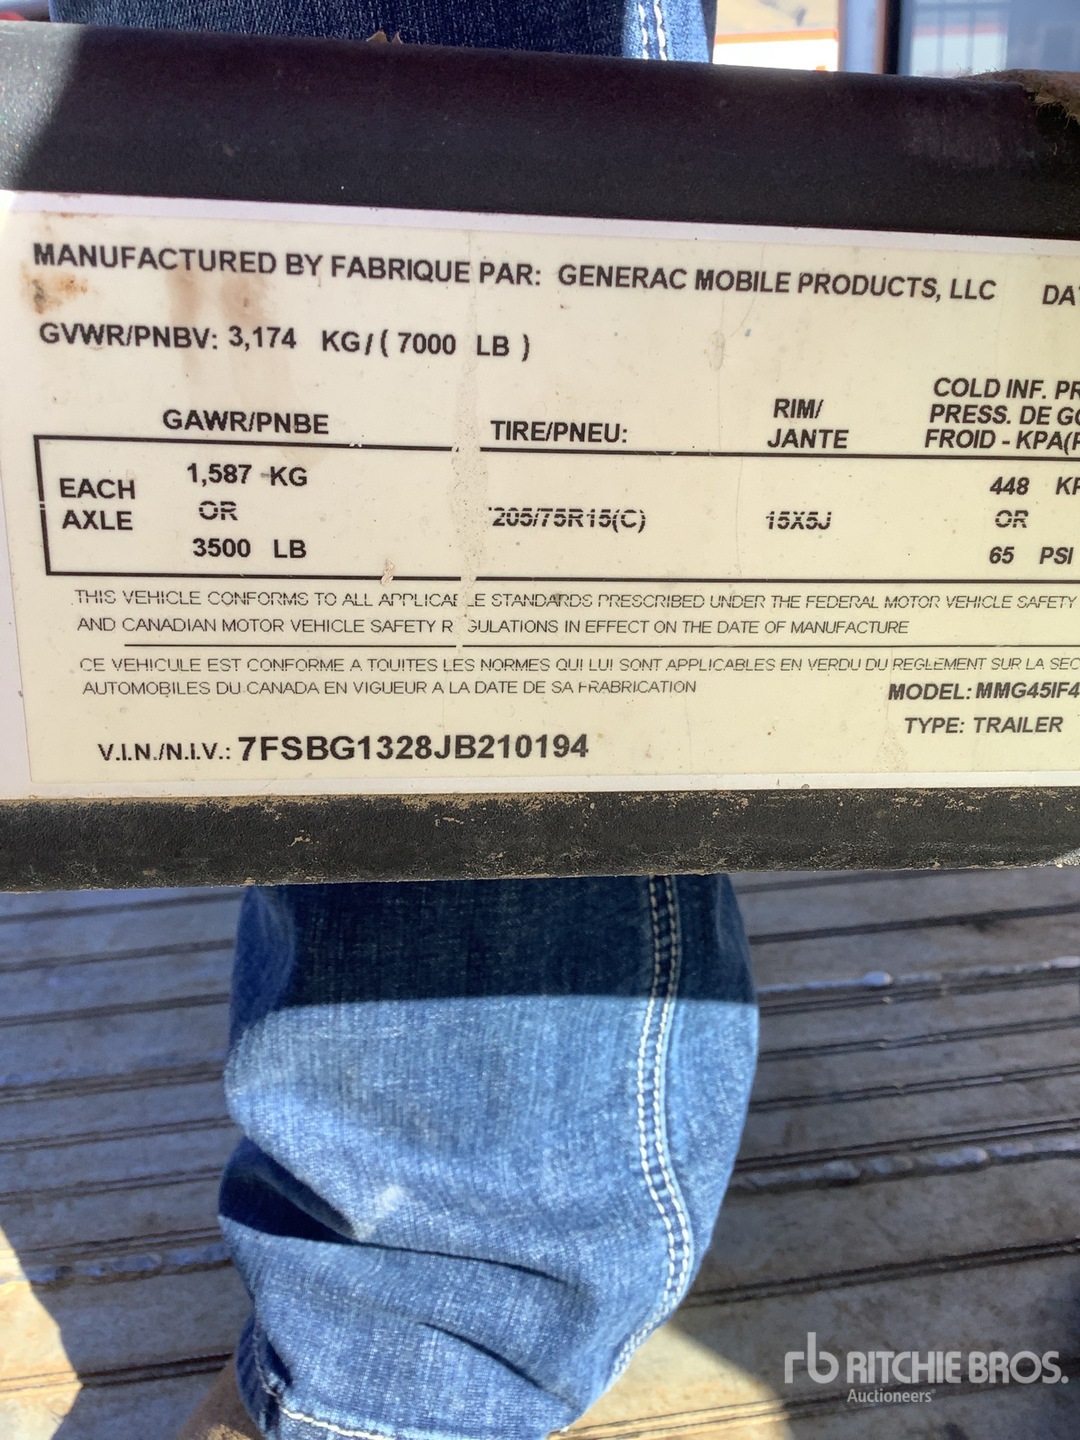 MANUFACTURED BY FABRIQUE PAR: GENERAC MOBILE PRODUCTS, LLC DAT
GVWR/PNBV: 3,174 KG/( 7000 LB )
GAWR/PNBE
TIRE/PNEU:
RIM/
JANTE
COLD INF. PR
PRESS. DE GO
FROID - KPA(P
EACH
AXLE
1,587 KG
OR
3500 LB
205/75R15(C)
15X5J
448 KP
OR
65 PSI
THIS VEHICLE CONFORMS TO ALL APPLICABLE STANDARDS PRESCRIBED UNDER THE FEDERAL MOTOR VEHICLE SAFETY
AND CANADIAN MOTOR VEHICLE SAFETY REGULATIONS IN EFFECT ON THE DATE OF MANUFACTURE
CE VEHICULE EST CONFORME A TOUITES LES NORMES QUI LUI SONT APPLICABLES EN VERDU DU REGLEMENT SUR LA SEC
AUTOMOBILES DU CANADA EN VIGUEUR A LA DATE DE SA FRABRICATION
MODEL: MMG45IF4
TYPE: TRAILER
V.I.N./N.I.V.: 7FSBG1328JB210194
rb RITCHIE BROS.
Auctioneers